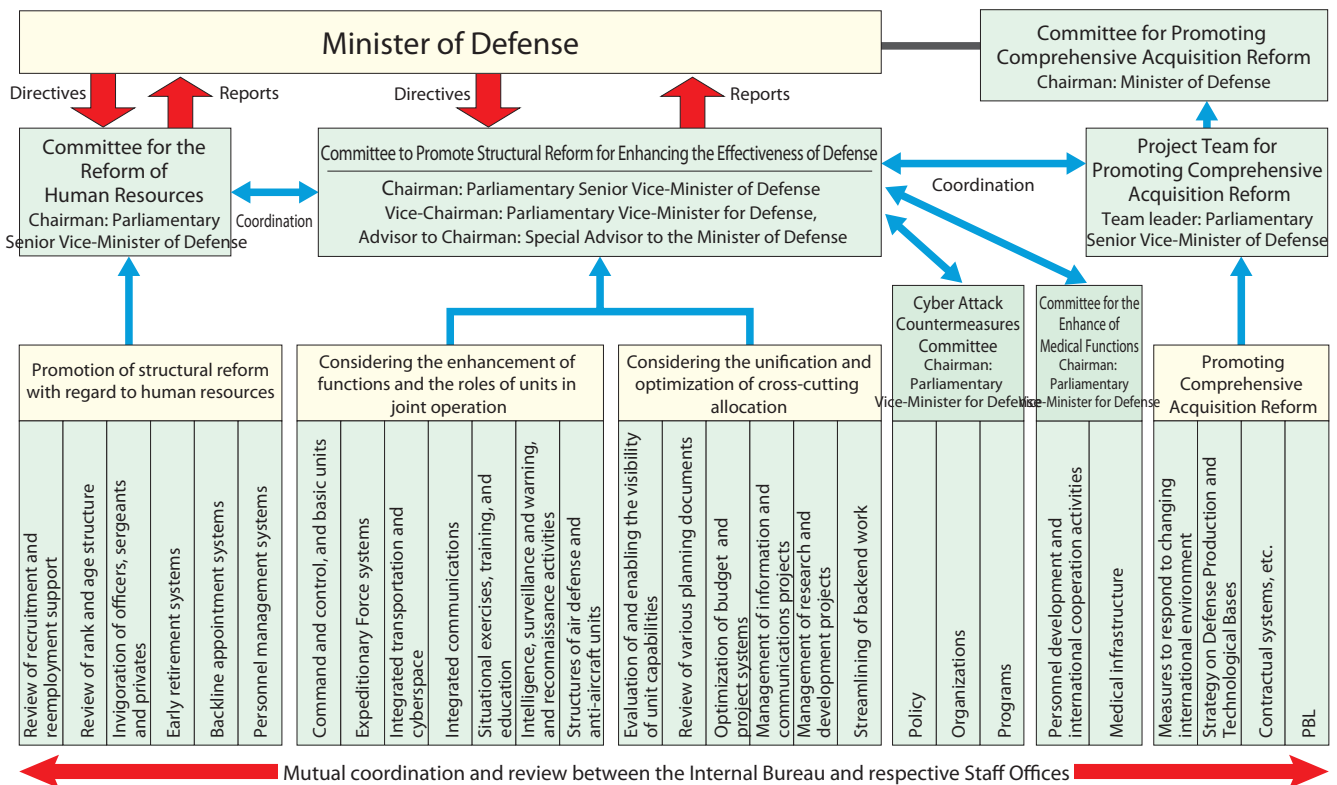 Minister of Defense
Committee for Promoting
Comprehensive Acquisition Reform
Chairman: Minister of Defense
Directives
Reports
Directives
Reports
Committee for the
Reform of
Human Resources
Chairman: Parliamentary
Senior Vice-Minister of Defense
Coordination
Committee to Promote Structural Reform for Enhancing the Effectiveness of Defense
Chairman: Parliamentary Senior Vice-Minister of Defense
Vice-Chairman: Parliamentary Vice-Minister for Defense,
Advisor to Chairman: Special Advisor to the Minister of Defense
Coordination
Project Team for
Promoting Comprehensive
Acquisition Reform
Team leader: Parliamentary
Senior Vice-Minister of Defense
Cyber Attack
Countermeasures
Committee
Chairman:
Parliamentary
Vice-Minister for Defense
Committee for the
Enhance of
Medical Functions
Chairman:
Parliamentary
Vice-Minister for Defense
Promotion of structural reform
with regard to human resources
Considering the enhancement of
functions and the roles of units in
joint operation
Considering the unification and
optimization of cross-cutting
allocation
Promoting
Comprehensive
Acquisition Reform
Review of recruitment and
reemployment support
Review of rank and age structure
Invigoration of officers, sergeants
and privates
Early retirement systems
Backline appointment systems
Personnel management systems
Command and control, and basic units
Expeditionary Force systems
Integrated transportation and
cyberspace
Integrated communications
Situational exercises, training, and
education
Intelligence, surveillance and warning,
and reconnaissance activities
Structures of air defense and
anti-aircraft units
Evaluation of and enabling the visibility
of unit capabilities
Review of various planning documents
Optimization of budget and
project systems
Management of information and
communications projects
Management of research and
development projects
Streamlining of backend work
Policy
Organizations
Programs
Personnel development and
international cooperation activities
Medical infrastructure
Measures to respond to changing
international environment
Strategy on Defense Production and
Technological Bases
Contractual systems, etc.
PBL
Mutual coordination and review between the Internal Bureau and respective Staff Offices